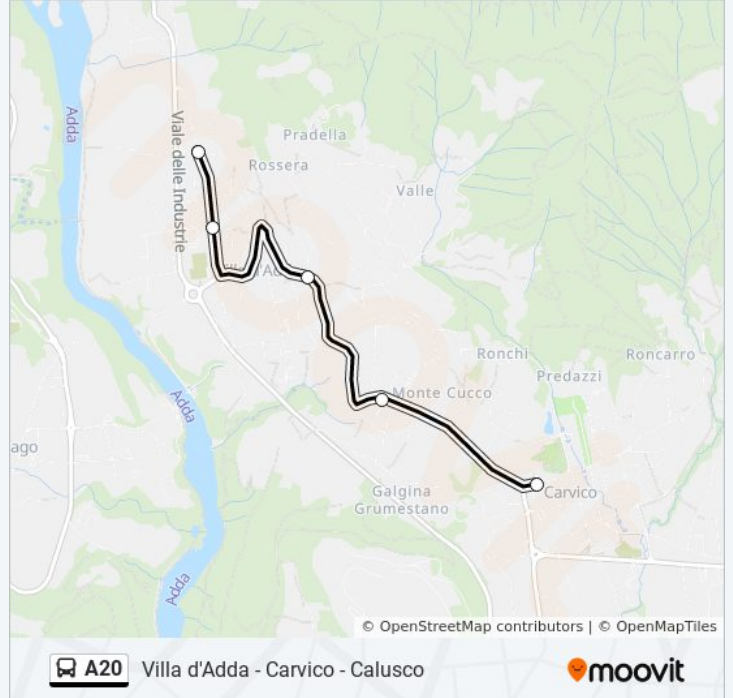 Adda
Viale delle Industrie
Pradella
Rossera
Valle
Ronchi
Roncarro
Predazzi
Monte Cucco
Adda
ago
Galgina
Grumestano
Carvico
Adda
© OpenStreetMap contributors | © OpenMapTiles
A20 Villa d'Adda - Carvico - Calusco
moovit